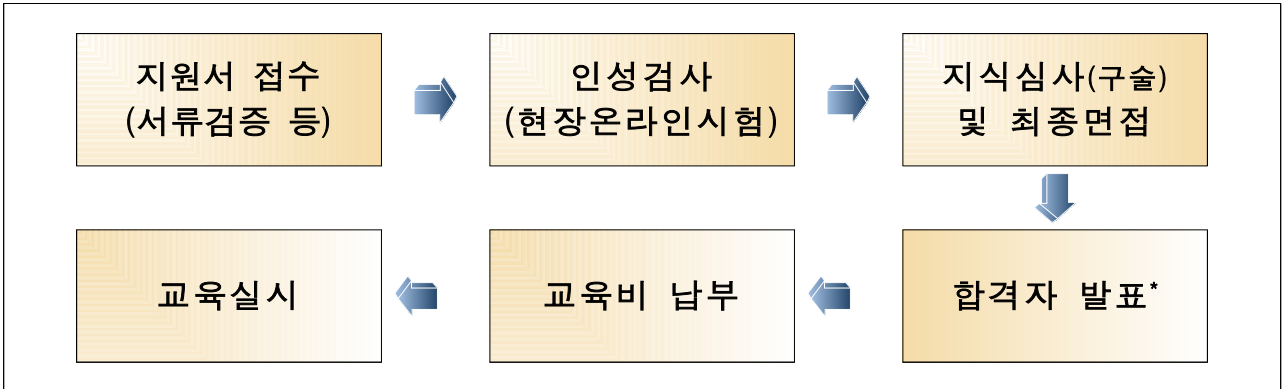 지원서 접수
(서류검증 등)
인성검사
(현장온라인시험)
지식심사(구술)
및 최종면접
합격자 발표*
교육비 납부
교육실시